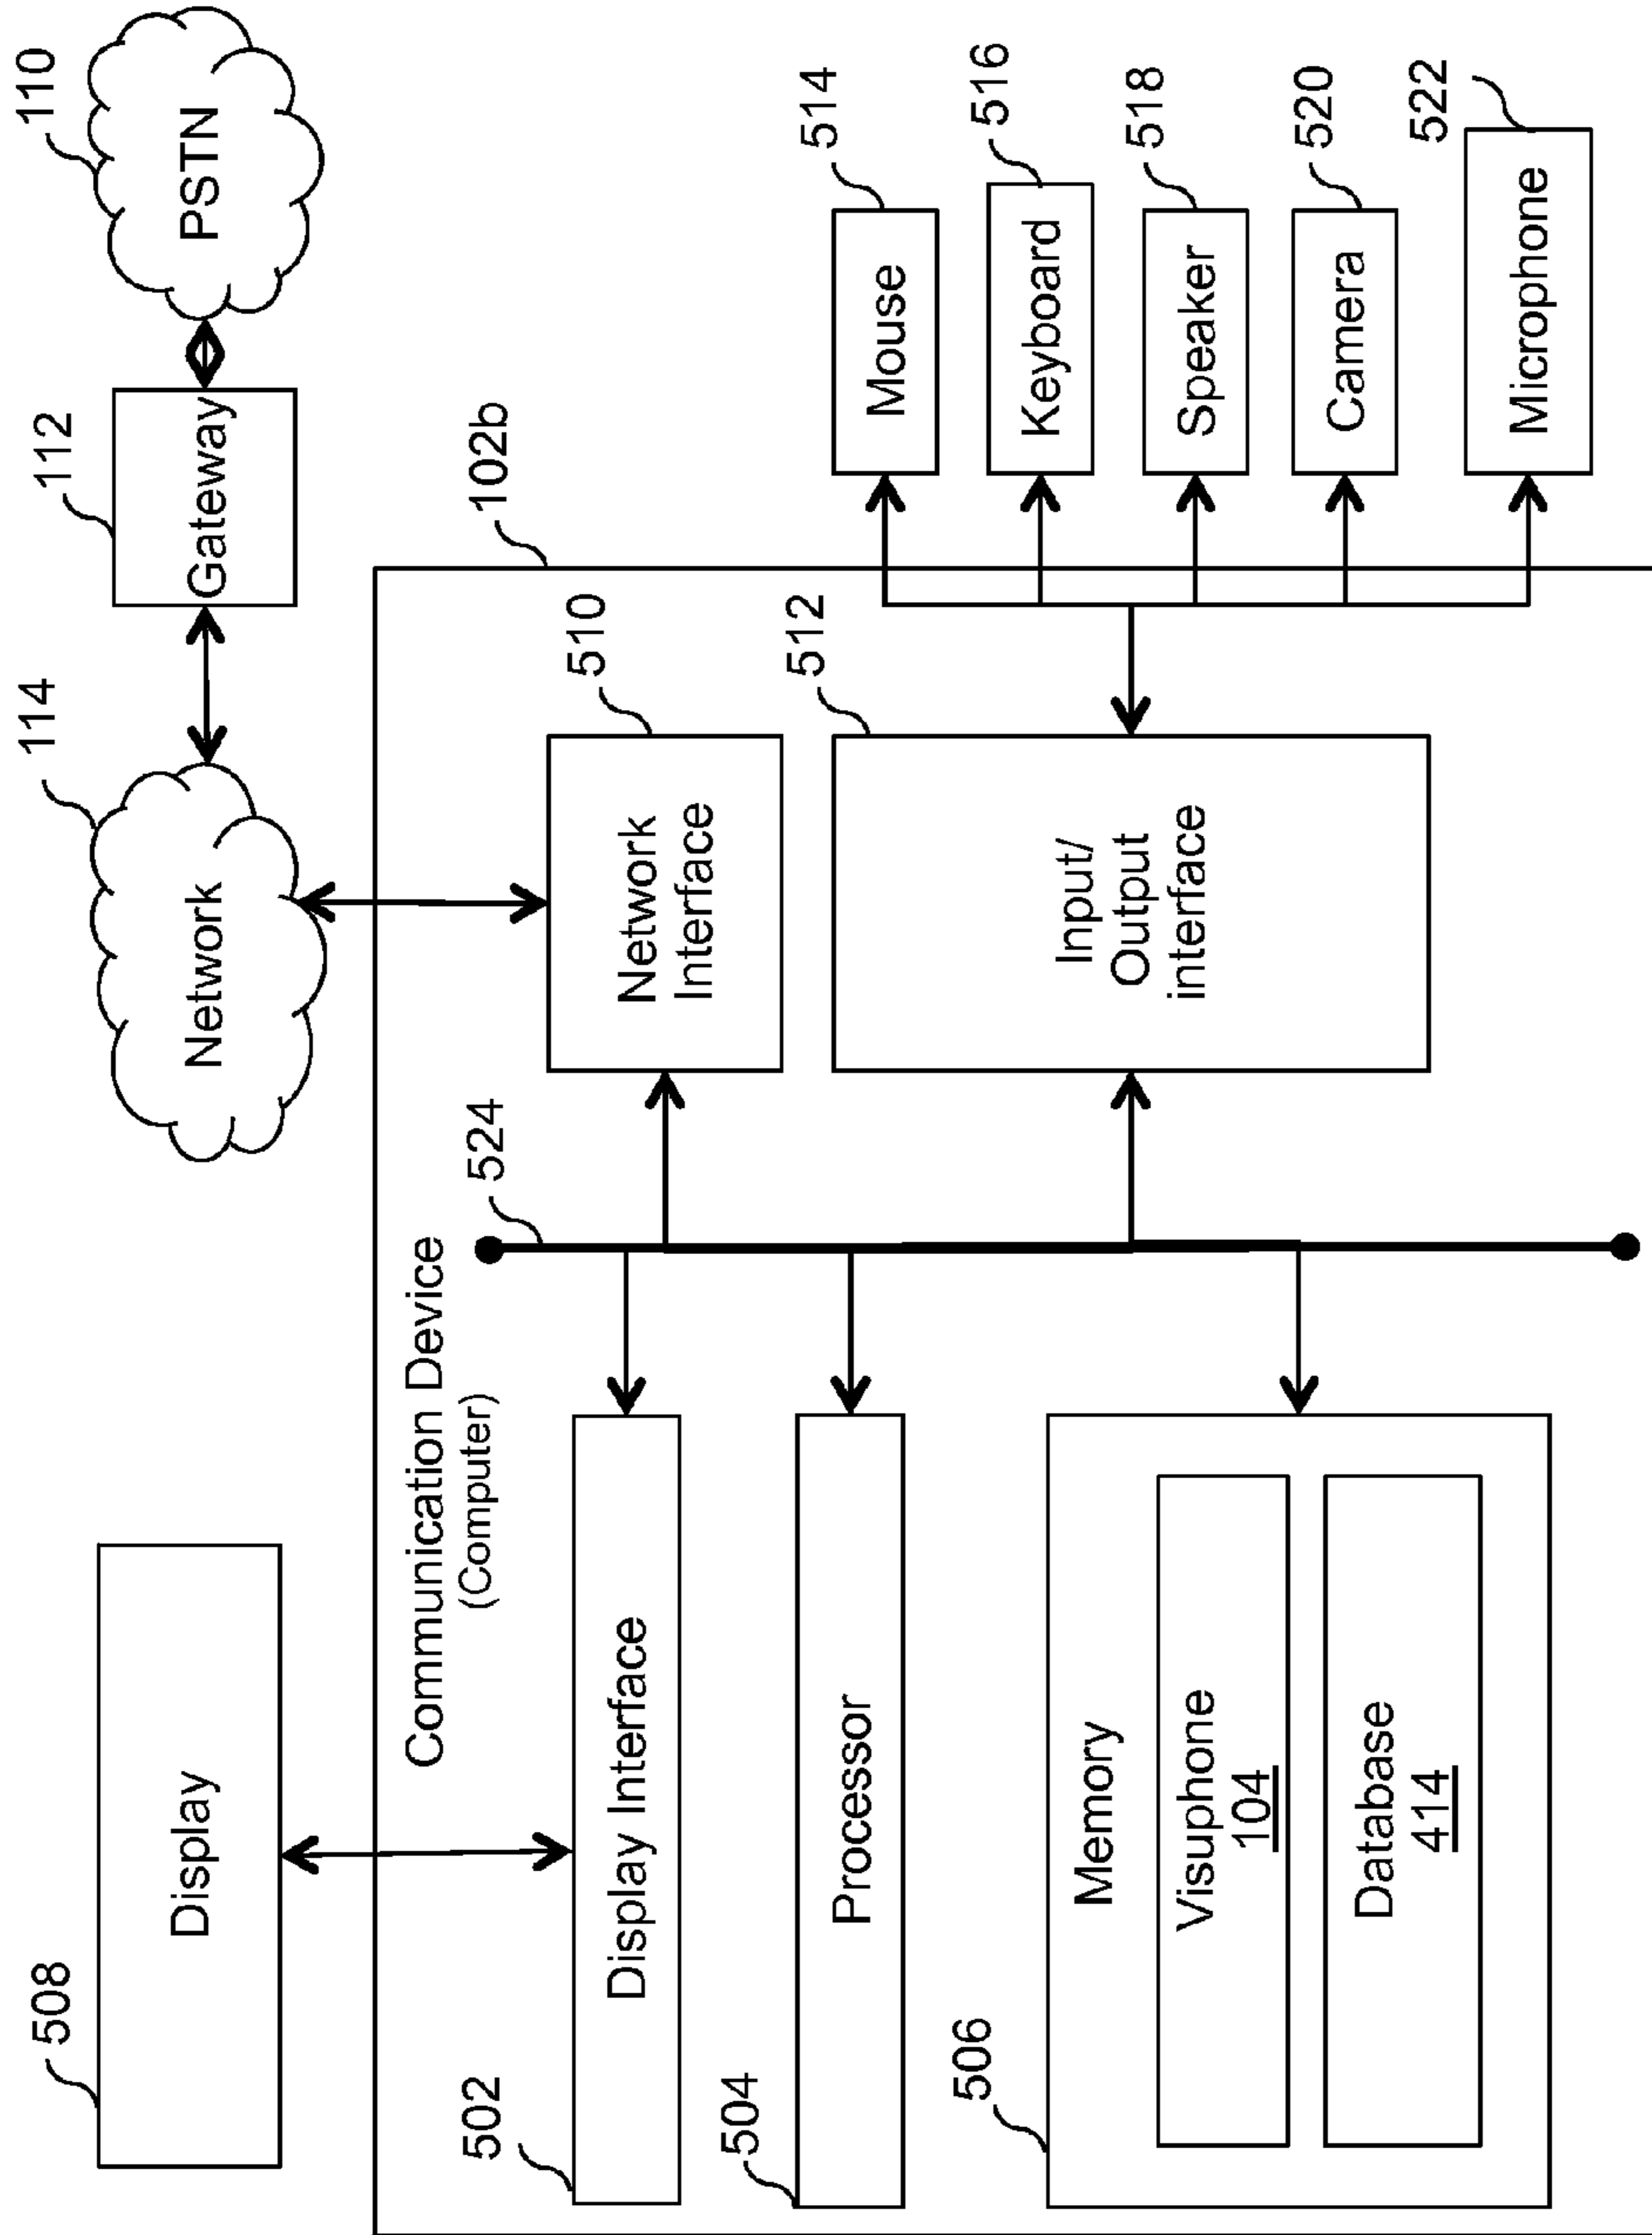 508
Display
114
Network
112
Gateway
110
PSTN
Communication Device
(Computer)
102b
524
502
Display Interface
510
Network
Interface
504
Processor
512
Input/
Output
interface
506
Memory
Visuphone
104
Database
414
514
Mouse
516
Keyboard
518
Speaker
520
Camera
522
Microphone